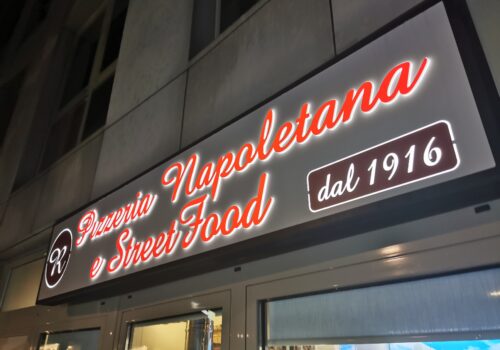 R
Pizzeria Napoletana
e Street Food
dal 1916